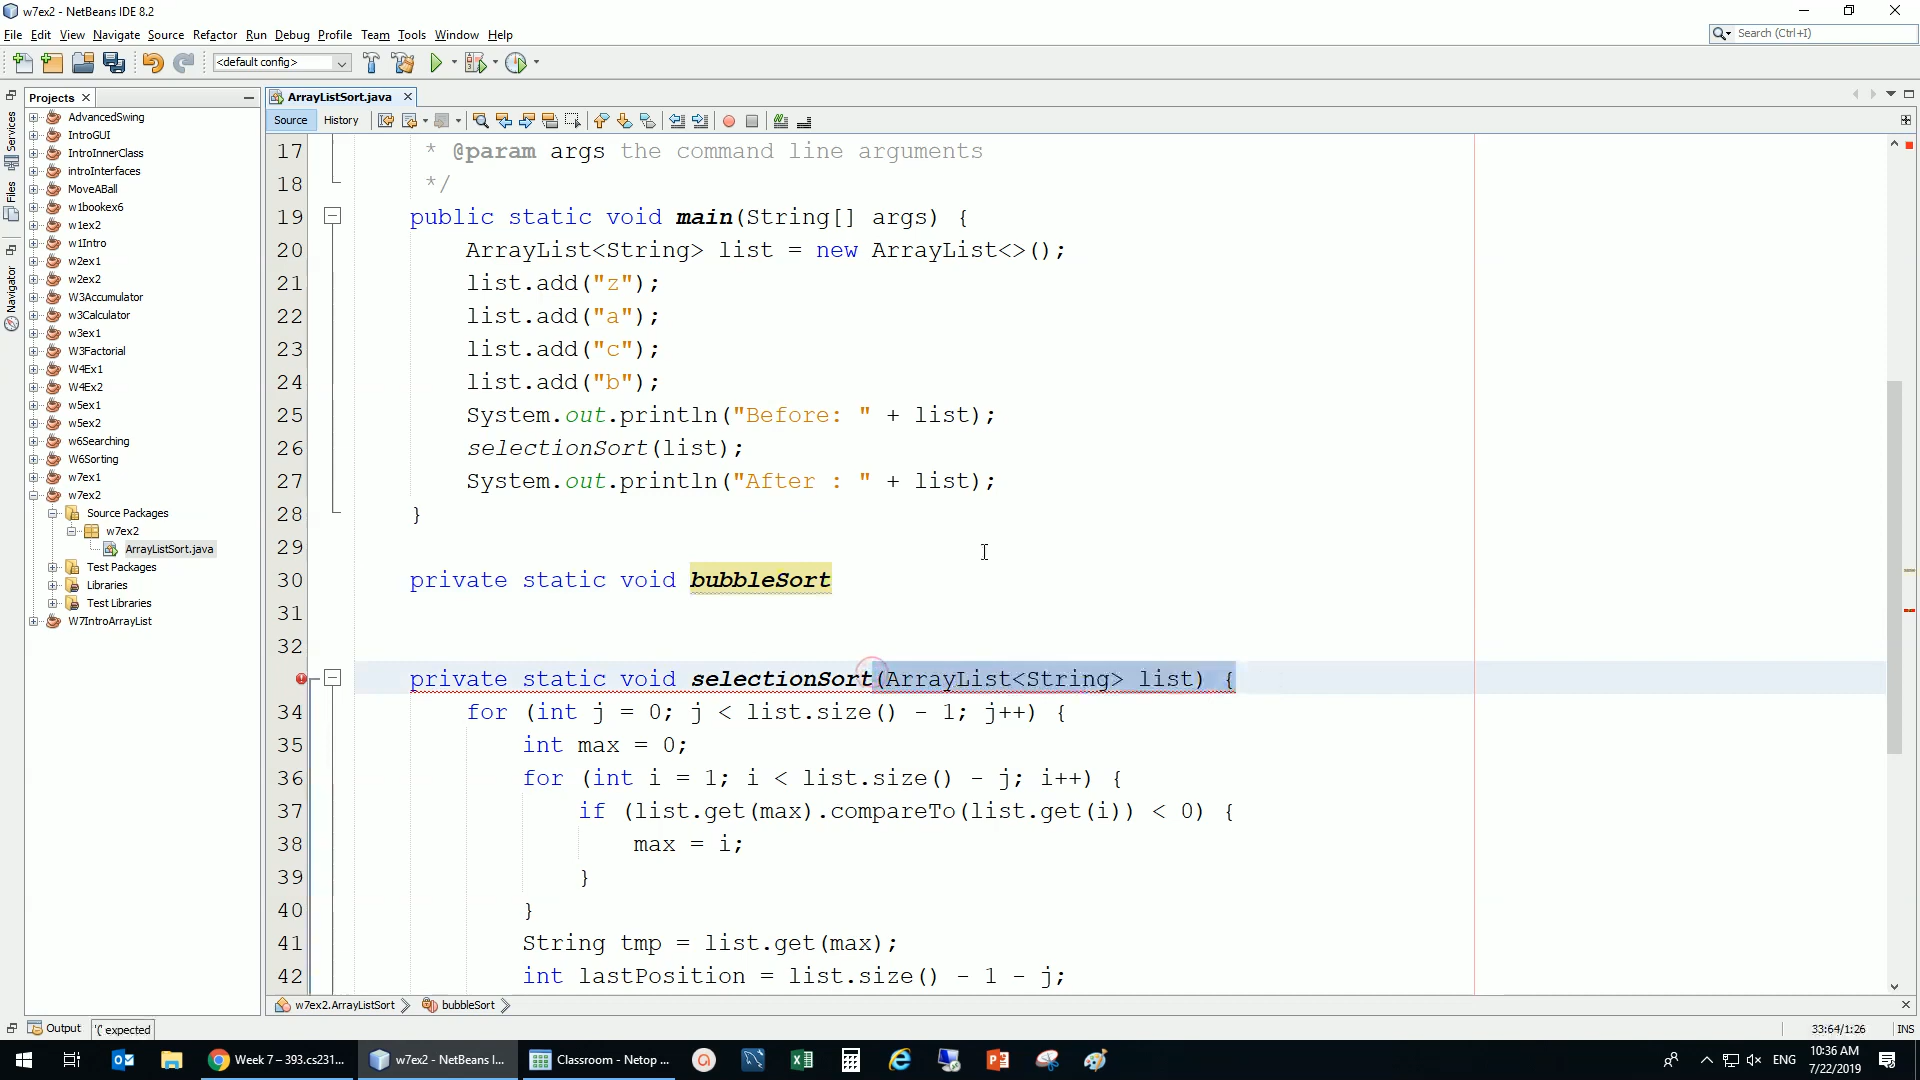 w7ex2 - NetBeans IDE 8.2
File Edit View Navigate Source Refactor Run Debug Profile Team Tools Window Help
Search (Ctrl+I)
<default config>
Services
Files
Navigator
Projects
AdvancedSwing
IntroGUI
IntroInnerClass
introInterfaces
MoveABall
w1bookex6
w1ex2
w1Intro
w2ex1
w2ex2
W3Accumulator
w3Calculator
w3ex1
W3Factorial
W4Ex1
W4Ex2
w5ex1
w5ex2
w6Searching
W6Sorting
w7ex1
w7ex2
Source Packages
w7ex2
ArrayListSort.java
Test Packages
Libraries
Test Libraries
W7IntroArrayList
ArrayListSort.java
Source History
17 * @param args the command line arguments
18 */
19 public static void main(String[] args) {
20 ArrayList<String> list = new ArrayList<>();
21 list.add("z");
22 list.add("a");
23 list.add("c");
24 list.add("b");
25 System.out.println("Before: " + list);
26 selectionSort(list);
27 System.out.println("After : " + list);
28 }
29
30 private static void bubbleSort
31
32
private static void selectionSort(ArrayList<String> list) {
34 for (int j = 0; j < list.size() - 1; j++) {
35 int max = 0;
36 for (int i = 1; i < list.size() - j; i++) {
37 if (list.get(max).compareTo(list.get(i)) < 0) {
38 max = i;
39 }
40 }
41 String tmp = list.get(max);
42 int lastPosition = list.size() - 1 - j;
w7ex2.ArrayListSort bubbleSort
Output '(' expected
33:64/1:26 INS
Week 7 – 393.cs231...
w7ex2 - NetBeans I...
Classroom - Netop ...
ENG
10:36 AM
7/22/2019